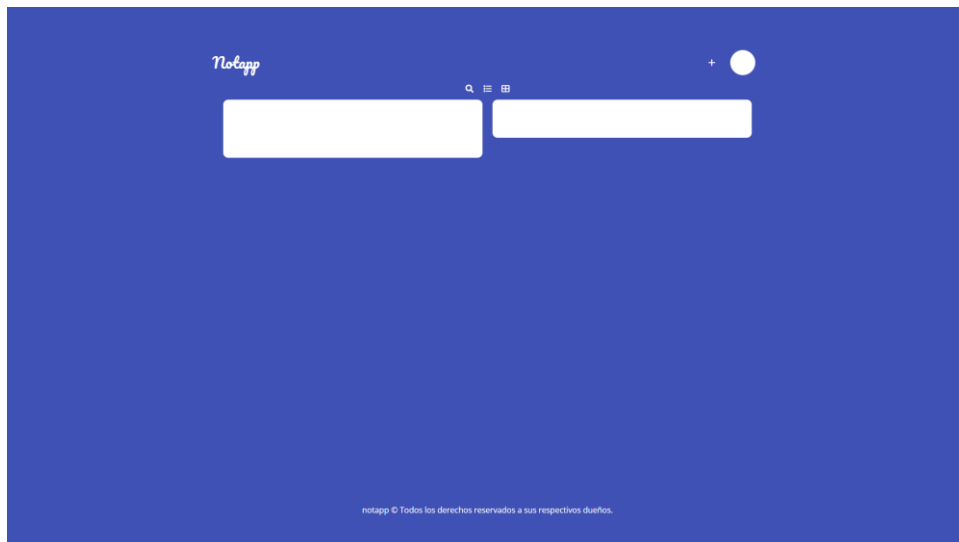 Notapp
+
notapp © Todos los derechos reservados a sus respectivos dueños.